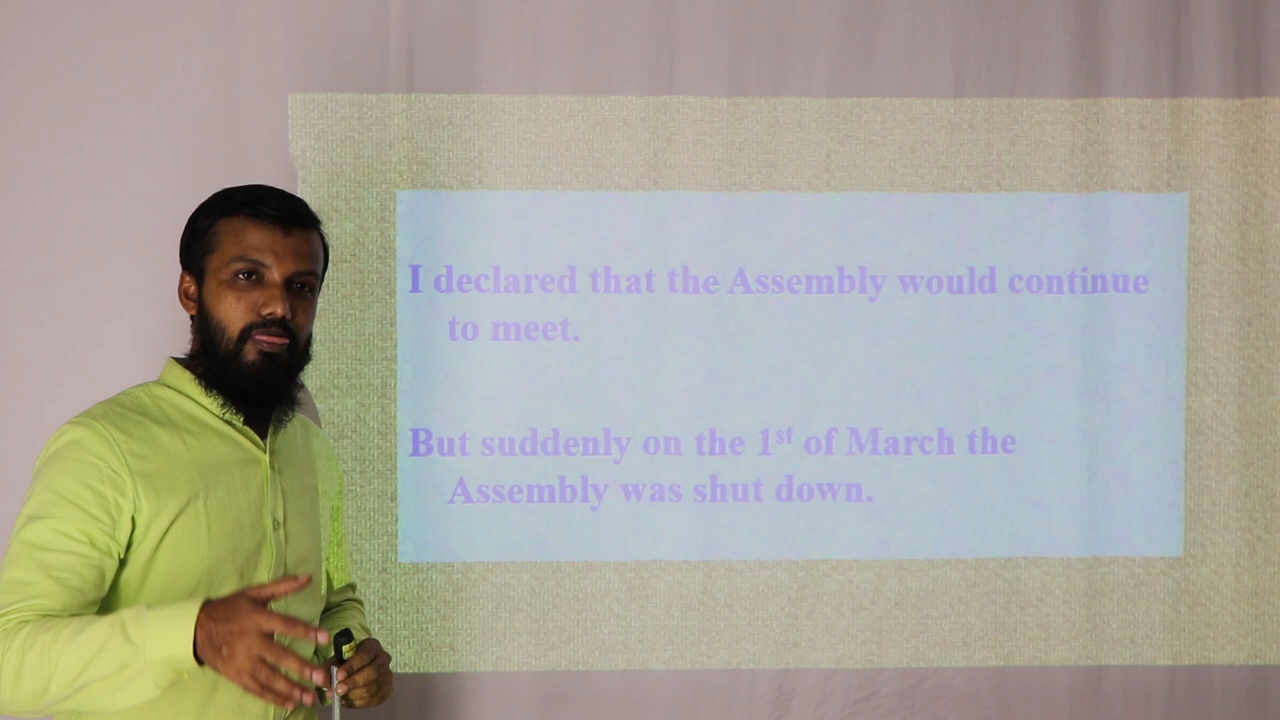 I declared that the Assembly would continue
to meet.
But suddenly on the 1st of March the
Assembly was shut down.